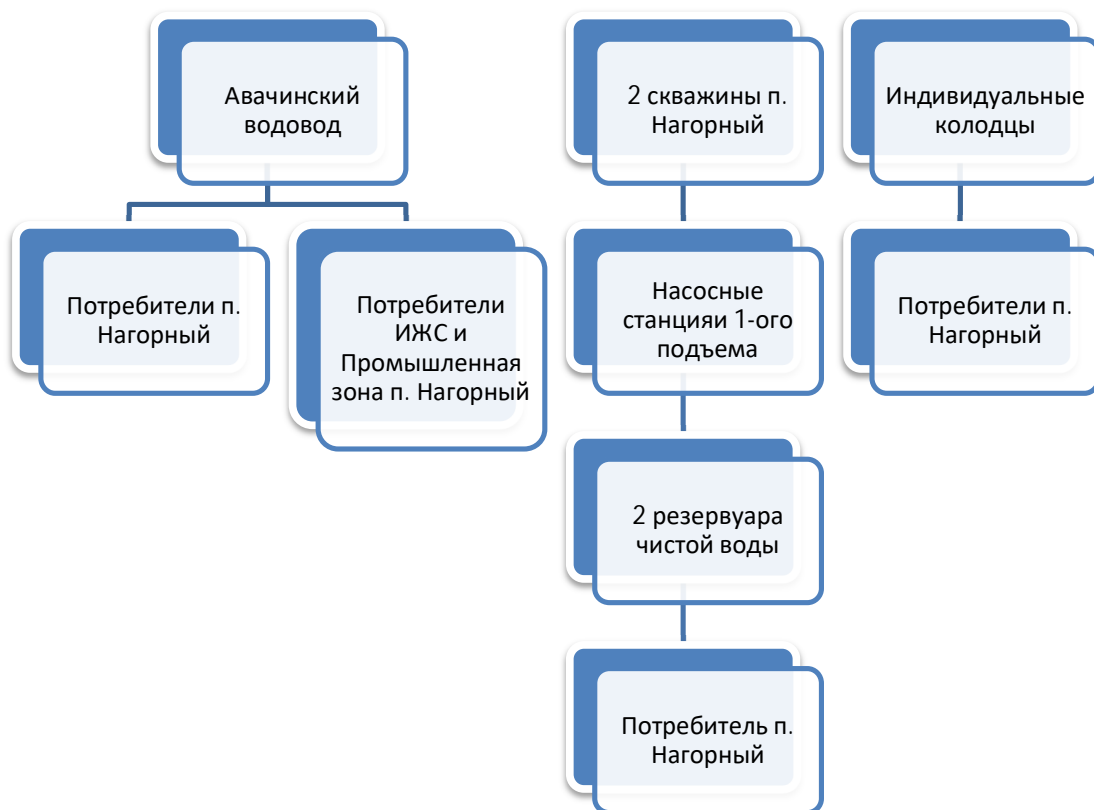 Авачинский
водовод
2 скважины п.
Нагорный
Индивидуальные
колодцы
Потребители п.
Нагорный
Потребители
ИЖС и
Промышленная
зона п. Нагорный
Насосные
станцияи 1-ого
подъема
Потребители п.
Нагорный
2 резервуара
чистой воды
Потребитель п.
Нагорный